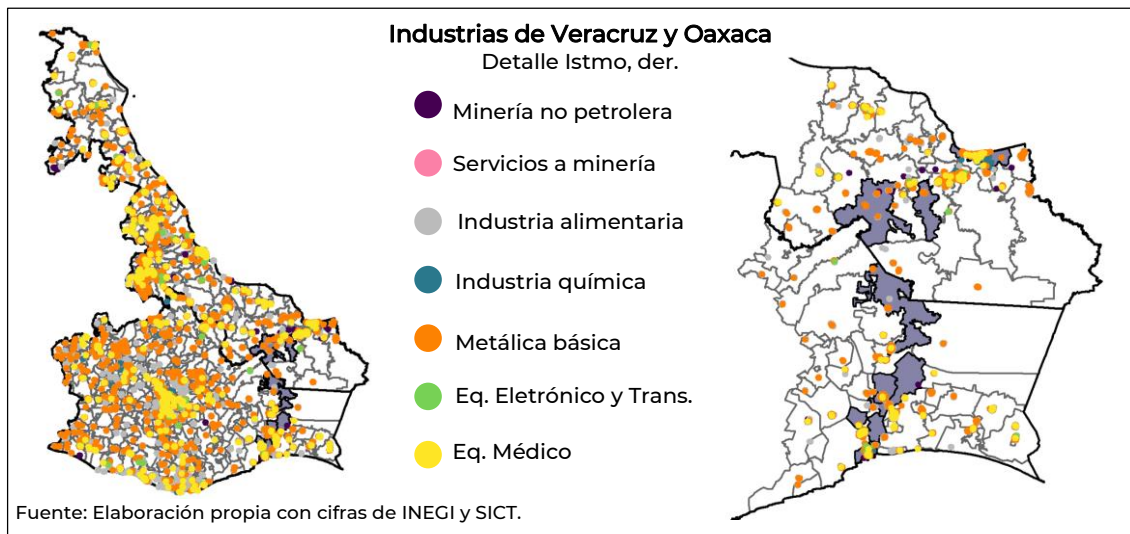 Industrias de Veracruz y Oaxaca
Detalle Istmo, der.
Minería no petrolera
Servicios a minería
Industria alimentaria
Industria química
Metálica básica
Eq. Eletrónico y Trans.
Eq. Médico
Fuente: Elaboración propia con cifras de INEGI y SICT.